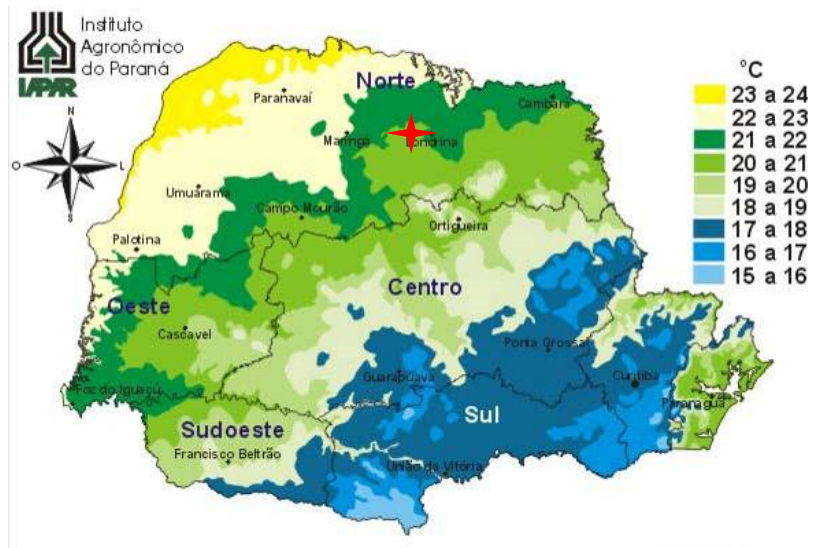 Instituto
Agronômico
do Paraná
IAPAR
N
O
L
S
°C
23 a 24
22 a 23
21 a 22
20 a 21
19 a 20
18 a 19
17 a 18
16 a 17
15 a 16
Norte
Paranavaí
Cambará
Maringá
Londrina
Umuarama
Campo Mourão
Ortigueira
Palotina
Centro
Oeste
Cascavel
Ponta Grossa
Guarapuava
Curitiba
Foz do Iguaçú
Paranaguá
Sul
Sudoeste
Francisco Beltrão
União da Vitória